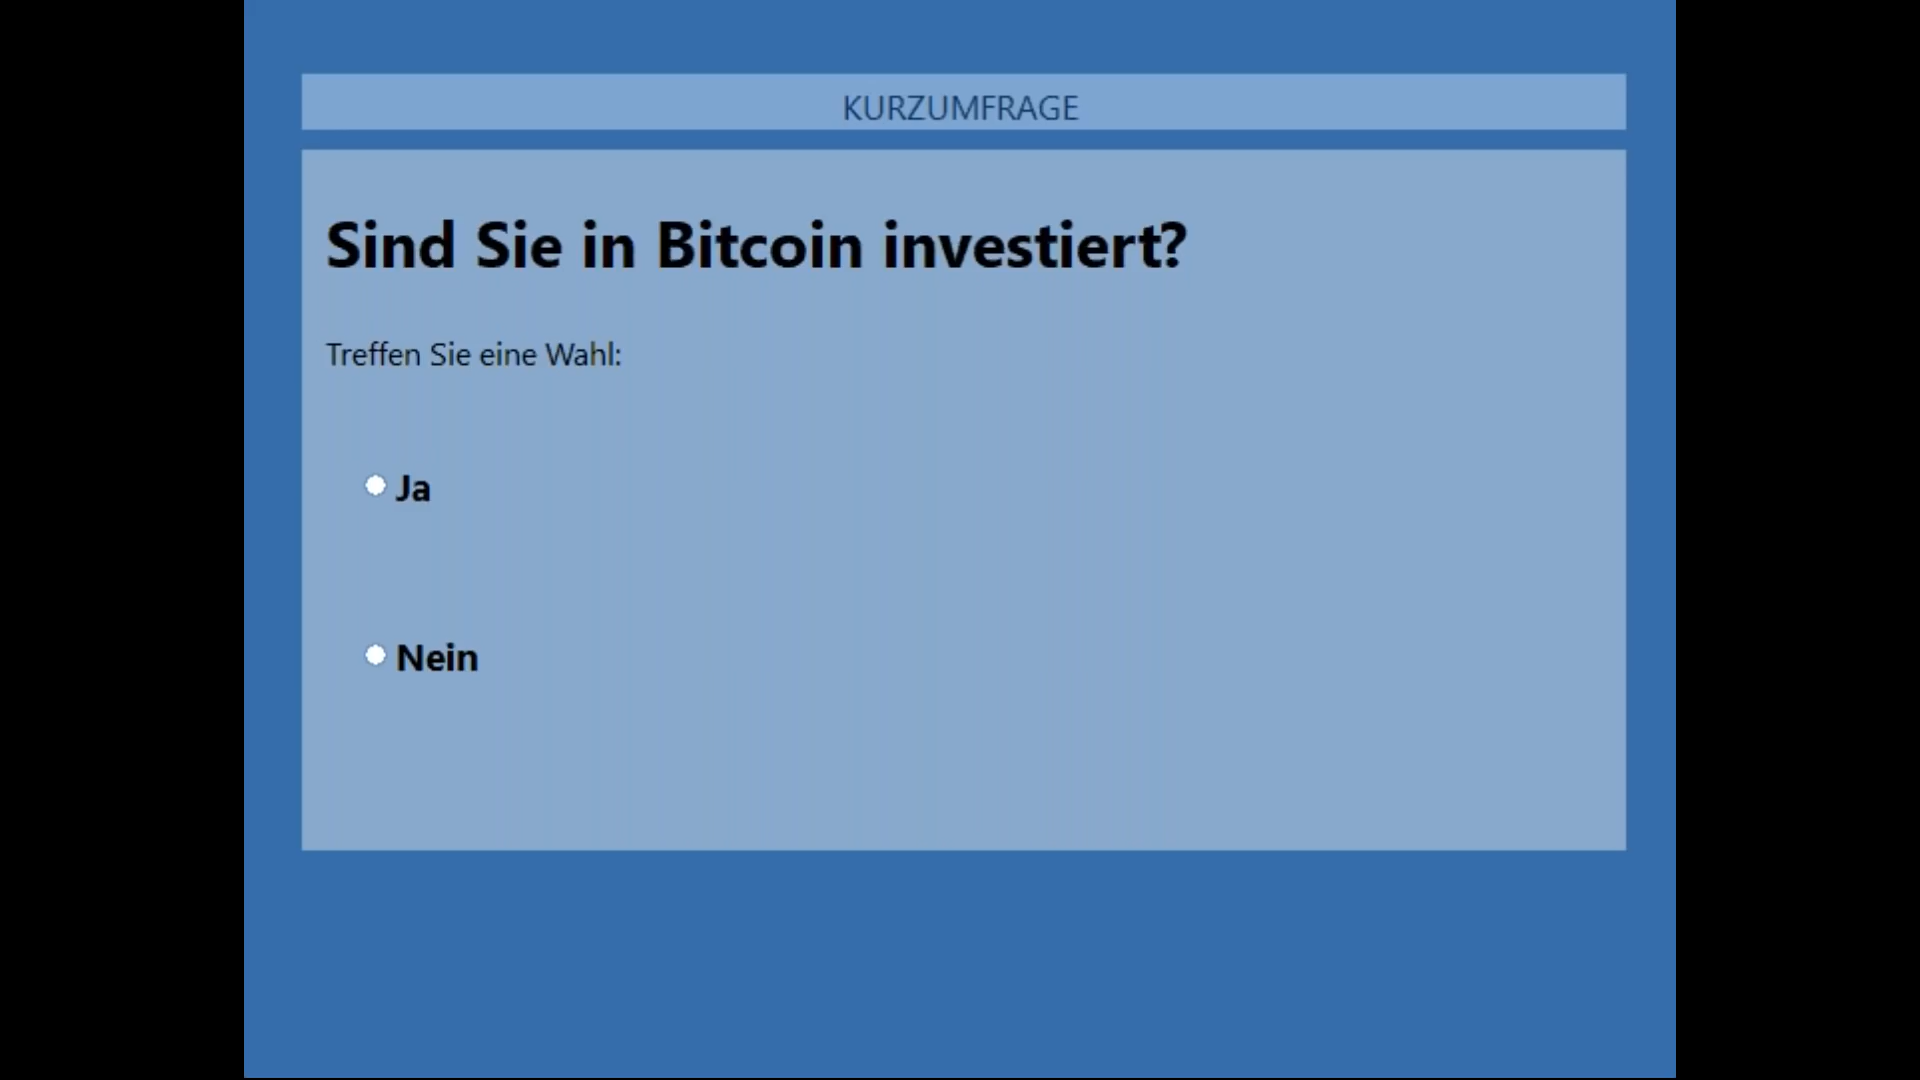 KURZUMFRAGE
Sind Sie in Bitcoin investiert?
Treffen Sie eine Wahl:
Ja
Nein